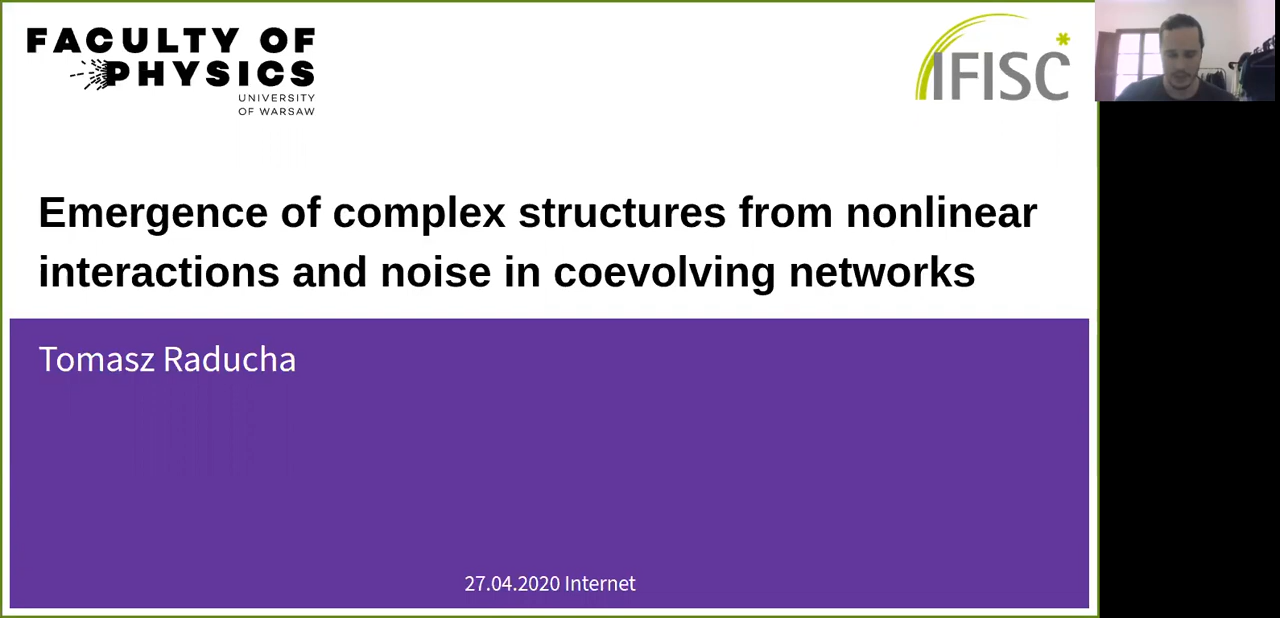 FACULTY OF
PHYSICS
UNIVERSITY
OF WARSAW
IFISC
Emergence of complex structures from nonlinear
interactions and noise in coevolving networks
Tomasz Raducha
27.04.2020 Internet